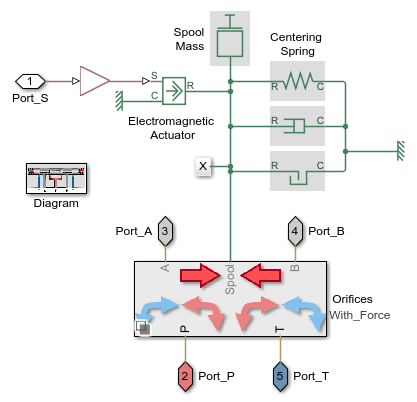 Spool
Mass
Centering
Spring
1
Port_S
S
C
R
Electromagnetic
Actuator
R
C
R
C
R
C
X
Diagram
Port_A
3
4
Port_B
A
Spool
B
P
T
Orifices
With_Force
2
Port_P
5
Port_T